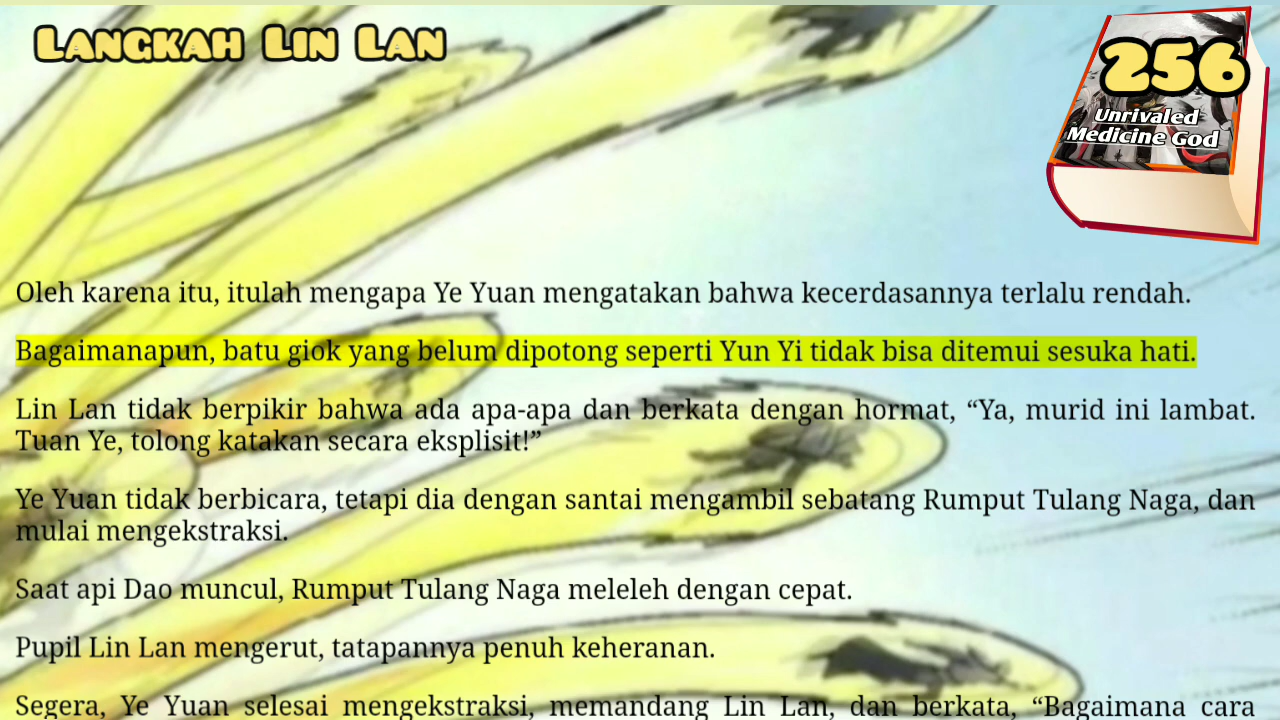 Langkah Lin Lan
256
Unrivaled
Medicine God
Oleh karena itu, itulah mengapa Ye Yuan mengatakan bahwa kecerdasannya terlalu rendah.
Bagaimanapun, batu giok yang belum dipotong seperti Yun Yi tidak bisa ditemui sesuka hati.
Lin Lan tidak berpikir bahwa ada apa-apa dan berkata dengan hormat, “Ya, murid ini lambat.
Tuan Ye, tolong katakan secara eksplisit!”
Ye Yuan tidak berbicara, tetapi dia dengan santai mengambil sebatang Rumput Tulang Naga, dan
mulai mengekstraksi.
Saat api Dao muncul, Rumput Tulang Naga meleleh dengan cepat.
Pupil Lin Lan mengerut, tatapannya penuh keheranan.
Segera, Ye Yuan selesai mengekstraksi, memandang Lin Lan, dan berkata, “Bagaimana cara